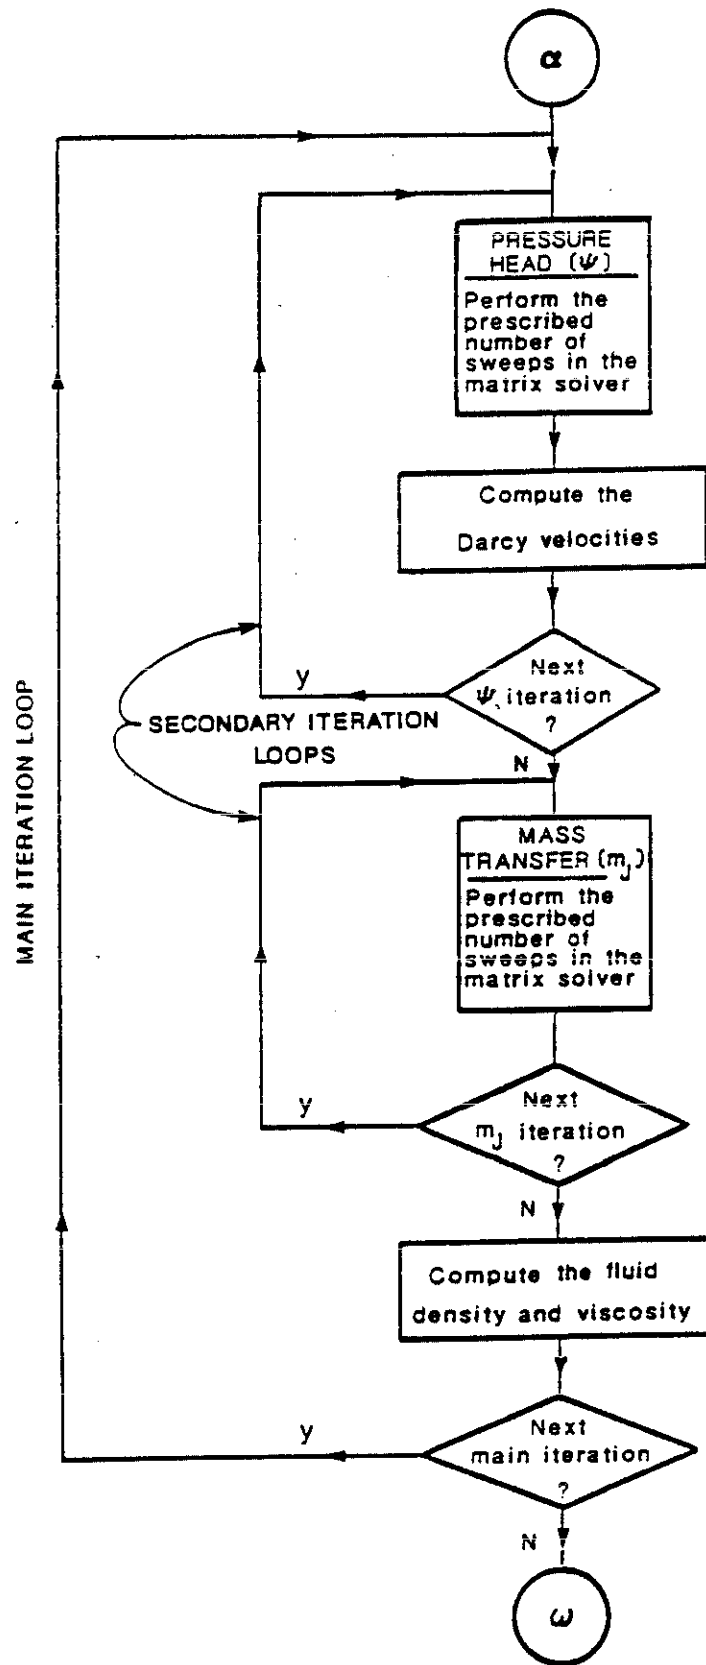 α
PRESSURE
HEAD (ψ)
Perform the
prescribed
number of
sweeps in the
matrix solver
Compute the
Darcy velocities
Next
ψ iteration
?
y
N
SECONDARY ITERATION
LOOPS
MAIN ITERATION LOOP
MASS
TRANSFER (mJ)
Perform the
prescribed
number of
sweeps in the
matrix solver
Next
mJ iteration
?
y
N
Compute the fluid
density and viscosity
Next
main iteration
?
y
N
ω